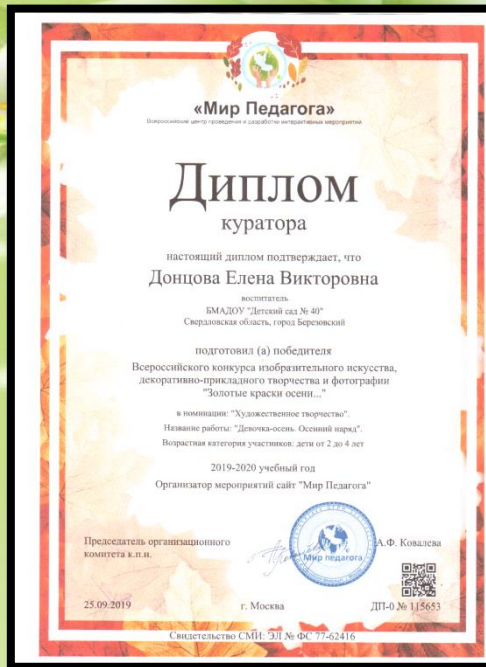 «Мир Педагога»
Всероссийский центр проведения и разработки интерактивных мероприятий
Диплом
куратора
настоящий диплом подтверждает, что
Донцова Елена Викторовна
воспитатель
БМАДОУ "Детский сад № 40"
Свердловская область, город Березовский
подготовил (а) победителя
Всероссийского конкурса изобразительного искусства,
декоративно-прикладного творчества и фотографии
"Золотые краски осени..."
в номинации: "Художественное творчество".
Название работы: "Девочка-осень. Осенний наряд".
Возрастная категория участников: дети от 2 до 4 лет
2019-2020 учебный год
Организатор мероприятий сайт "Мир Педагога"
Председатель организационного
комитета к.п.н.
Мир педагога
А.Ф. Ковалева
25.09.2019
г. Москва
ДП-0 № 115653
Свидетельство СМИ: ЭЛ № ФС 77-62416